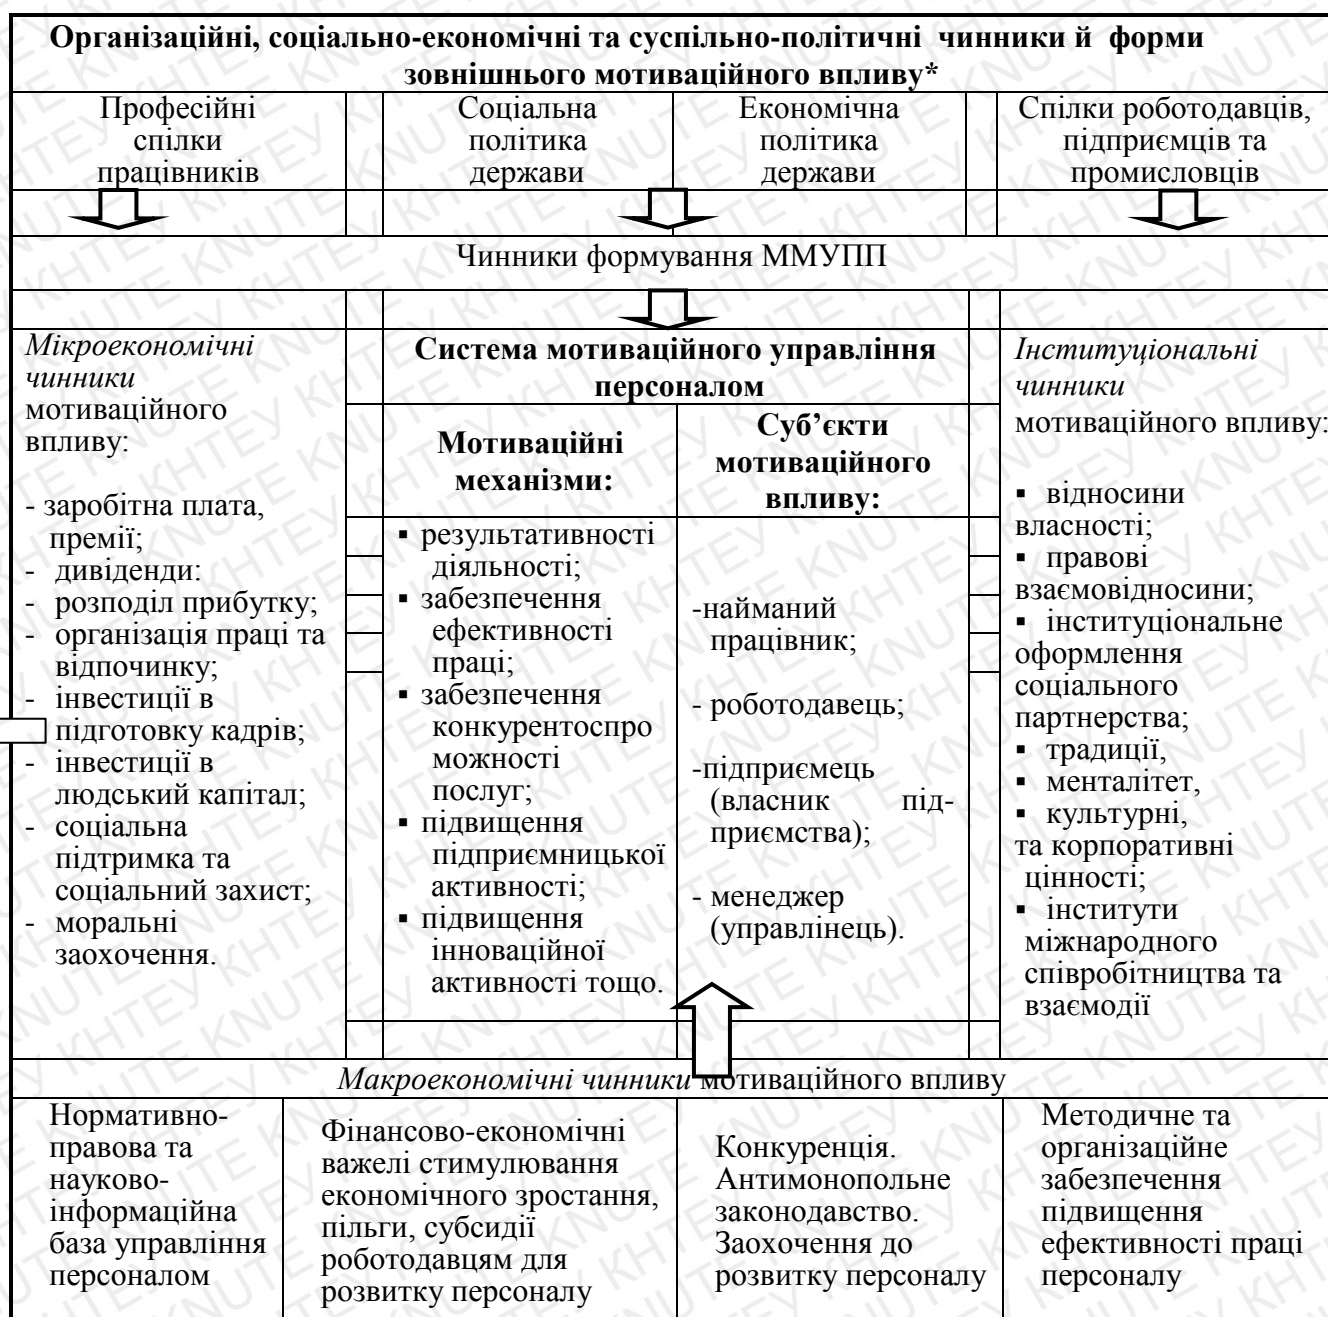 Організаційні, соціально-економічні та суспільно-політичні чинники й форми
зовнішнього мотиваційного впливу*
Професійні
спілки
працівників
Соціальна
політика
держави
Економічна
політика
держави
Спілки роботодавців,
підприємців та
промисловців
Чинники формування ММУПП
Мікроекономічні
чинники
мотиваційного
впливу:
- заробітна плата,
премії;
- дивіденди:
- розподіл прибутку;
- організація праці та
відпочинку;
- інвестиції в
підготовку кадрів;
- інвестиції в
людський капітал;
- соціальна
підтримка та
соціальний захист;
- моральні
заохочення.
Система мотиваційного управління
персоналом
Мотиваційні
механізми:
▪ результативності
діяльності;
▪ забезпечення
ефективності
праці;
▪ забезпечення
конкурентоспро
можності
послуг;
▪ підвищення
підприємницької
активності;
▪ підвищення
інноваційної
активності тощо.
Суб’єкти
мотиваційного
впливу:
-найманий
працівник;
- роботодавець;
-підприємець
(власник під-
приємства);
- менеджер
(управлінець).
Інституціональні
чинники
мотиваційного впливу:
▪ відносини
власності;
▪ правові
взаємовідносини;
▪ інституціональне
оформлення
соціального
партнерства;
▪ традиції,
▪ менталітет,
▪ культурні,
та корпоративні
цінності;
▪ інститути
міжнародного
співробітництва та
взаємодії
Макроекономічні чинники мотиваційного впливу
Нормативно-
правова та
науково-
інформаційна
база управління
персоналом
Фінансово-економічні
важелі стимулювання
економічного зростання,
пільги, субсидії
роботодавцям для
розвитку персоналу
Конкуренція.
Антимонопольне
законодавство.
Заохочення до
розвитку персоналу
Методичне та
організаційне
забезпечення
підвищення
ефективності праці
персоналу